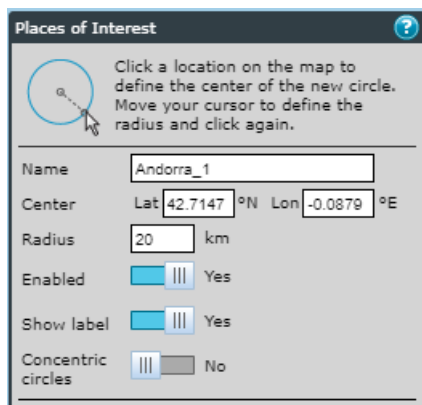 Places of Interest ?
Click a location on the map to
define the center of the new circle.
Move your cursor to define the
radius and click again.
Name Andorra_1
Center Lat 42.7147 ºN Lon -0.0879 ºE
Radius 20 km
Enabled Yes
Show label Yes
Concentric
circles No